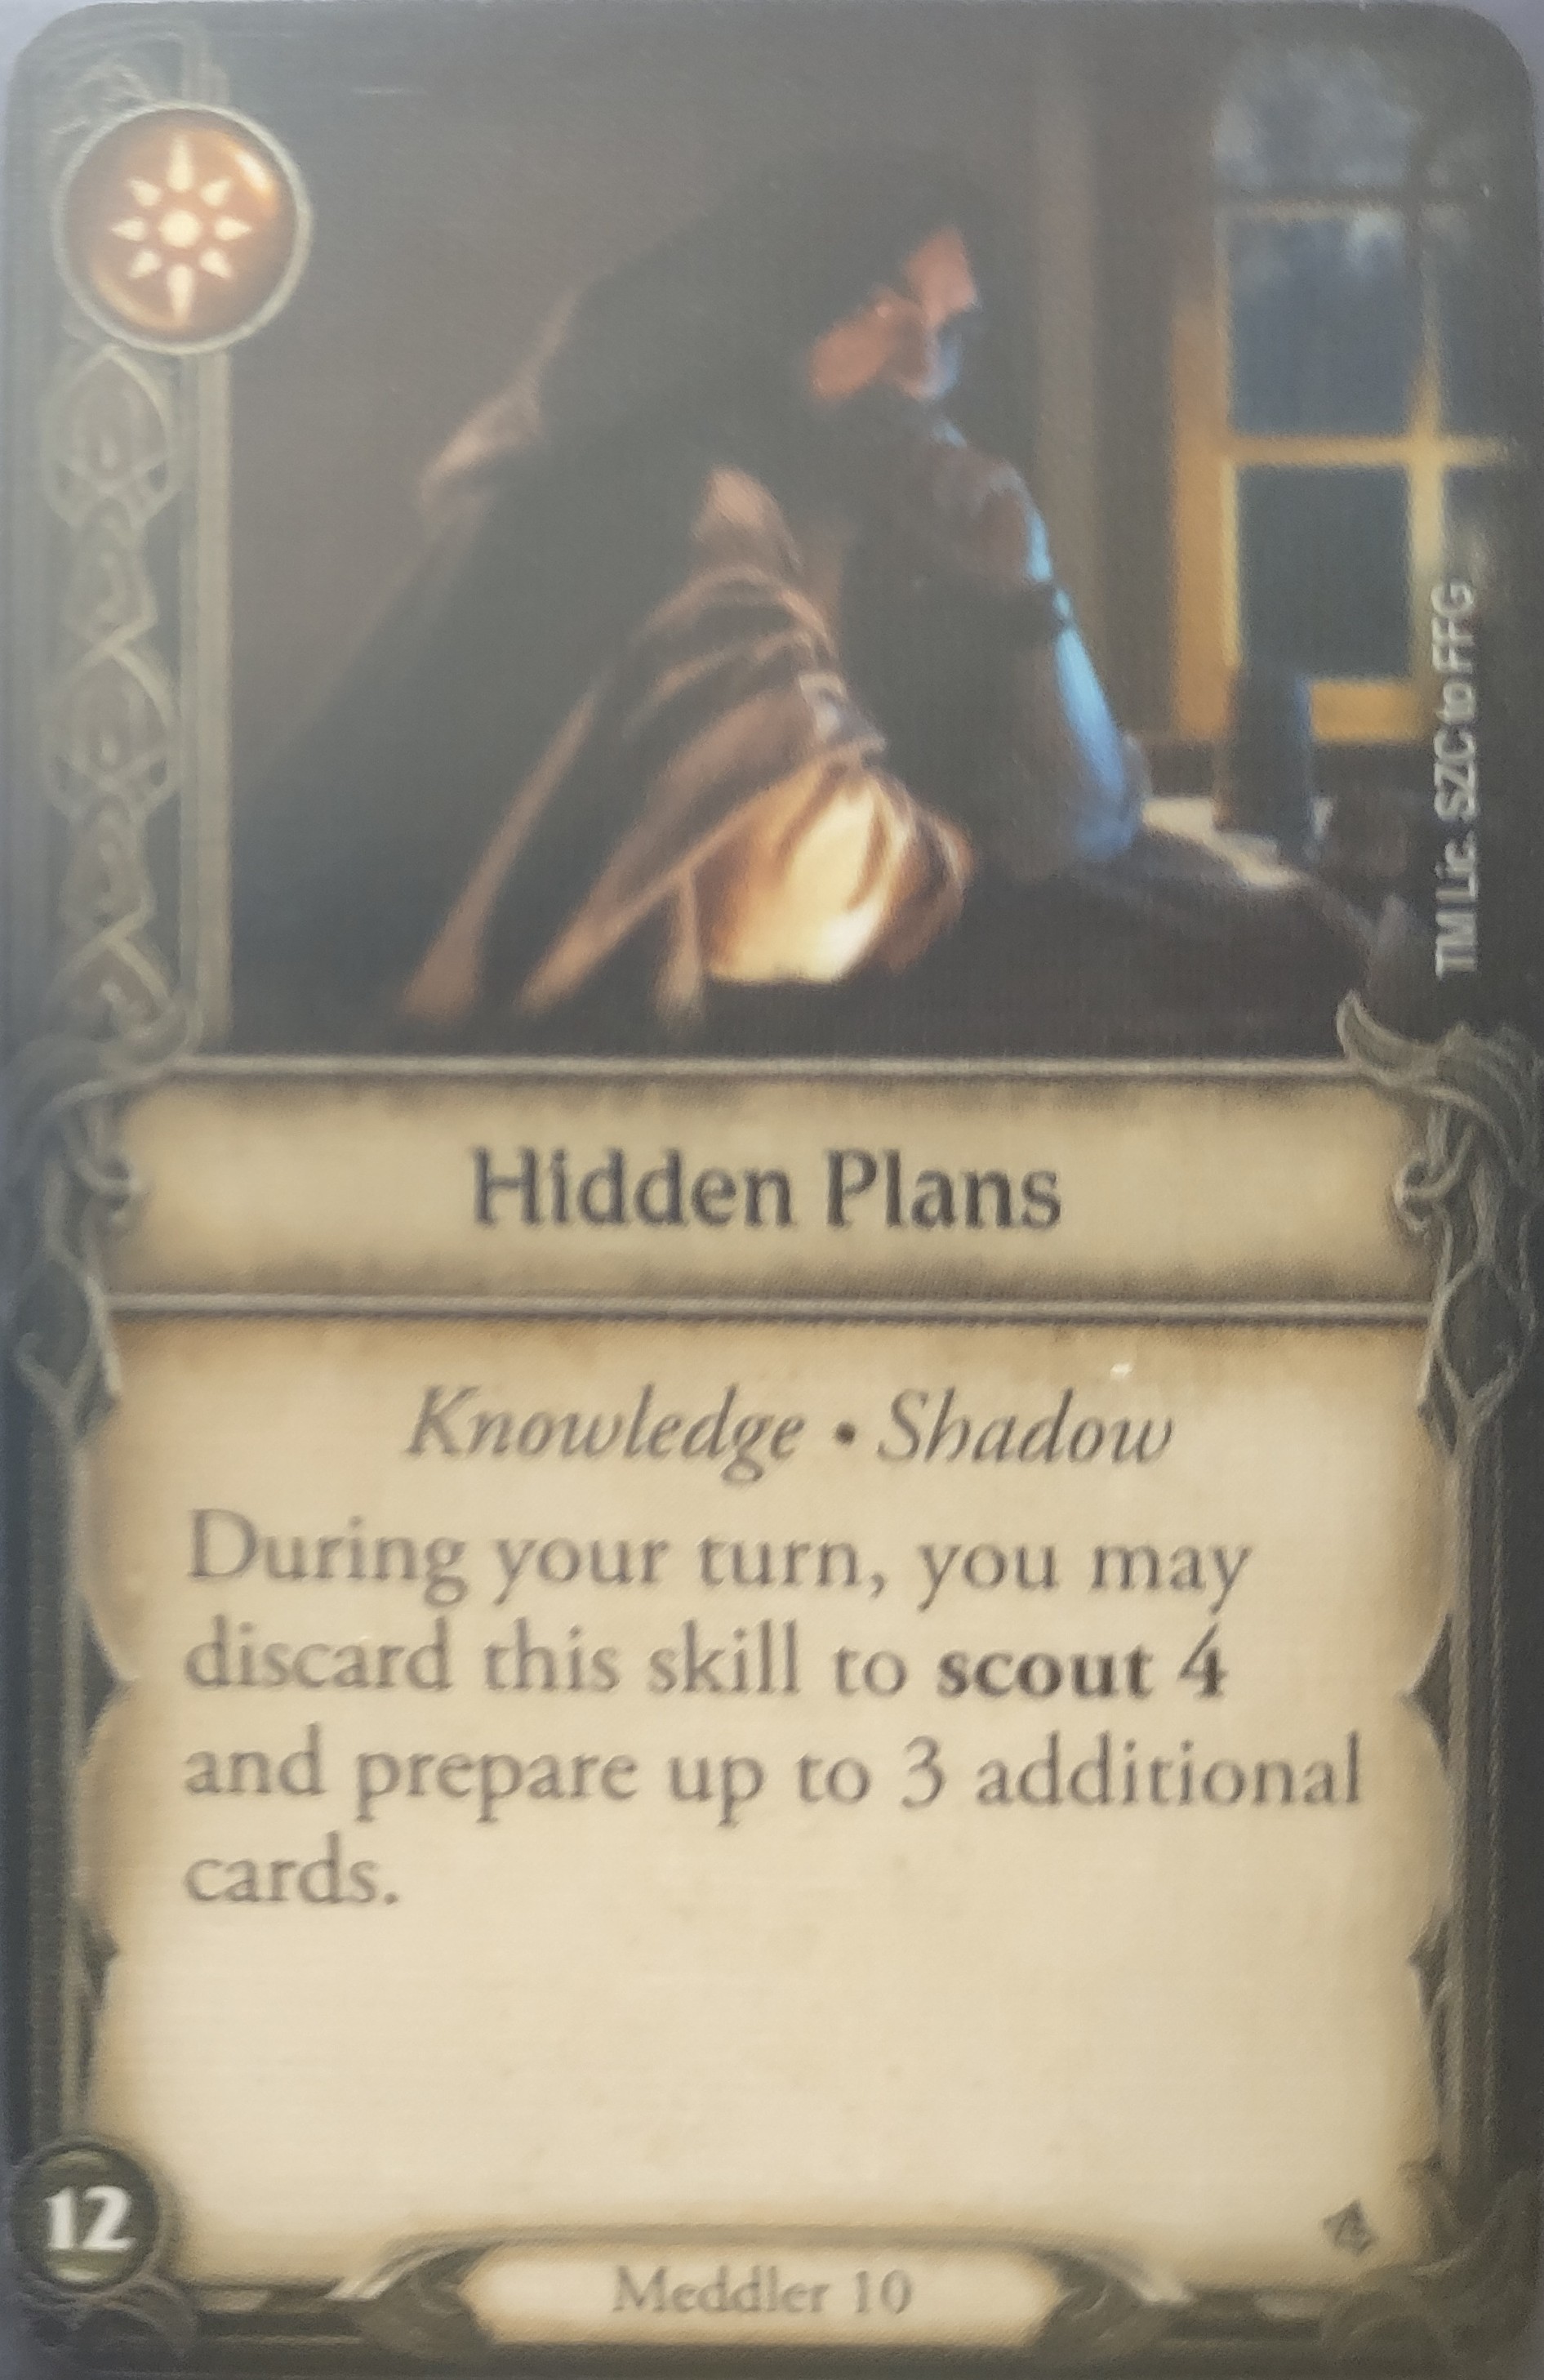 TM Lic. SZC to FFG
Hidden Plans
Knowledge • Shadow
During your turn, you may
discard this skill to scout 4
and prepare up to 3 additional
cards.
12
Meddler 10